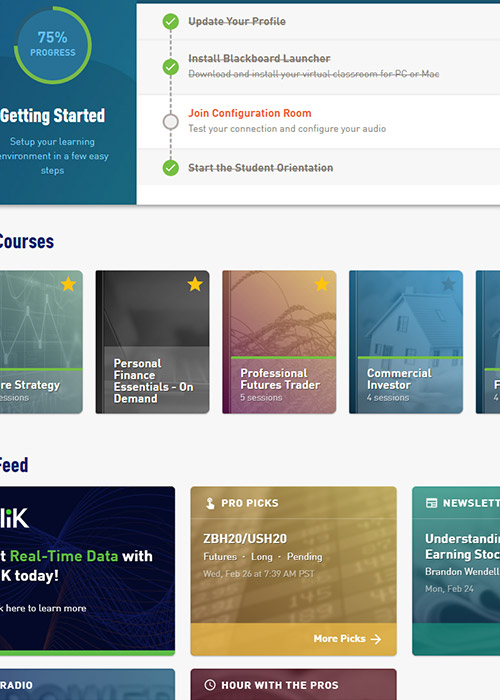 75%
PROGRESS
Getting Started
Setup your learning
environment in a few easy
steps
Update Your Profile
Install Blackboard Launcher
Download and install your virtual classroom for PC or Mac
Join Configuration Room
Test your connection and configure your audio
Start the Student Orientation
Courses
re Strategy
essions
Personal
Finance
Essentials - On
Demand
Professional
Futures Trader
5 sessions
Commercial
Investor
4 sessions
F
4
Feed
liK
t Real-Time Data with
K today!
k here to learn more
PRO PICKS
ZBH20/USH20
Futures · Long · Pending
Wed, Feb 26 at 7:39 AM PST
More Picks →
NEWSLETT
Understandin
Earning Stoc
Brandon Wendell
Mon, Feb 24
RADIO
HOUR WITH THE PROS